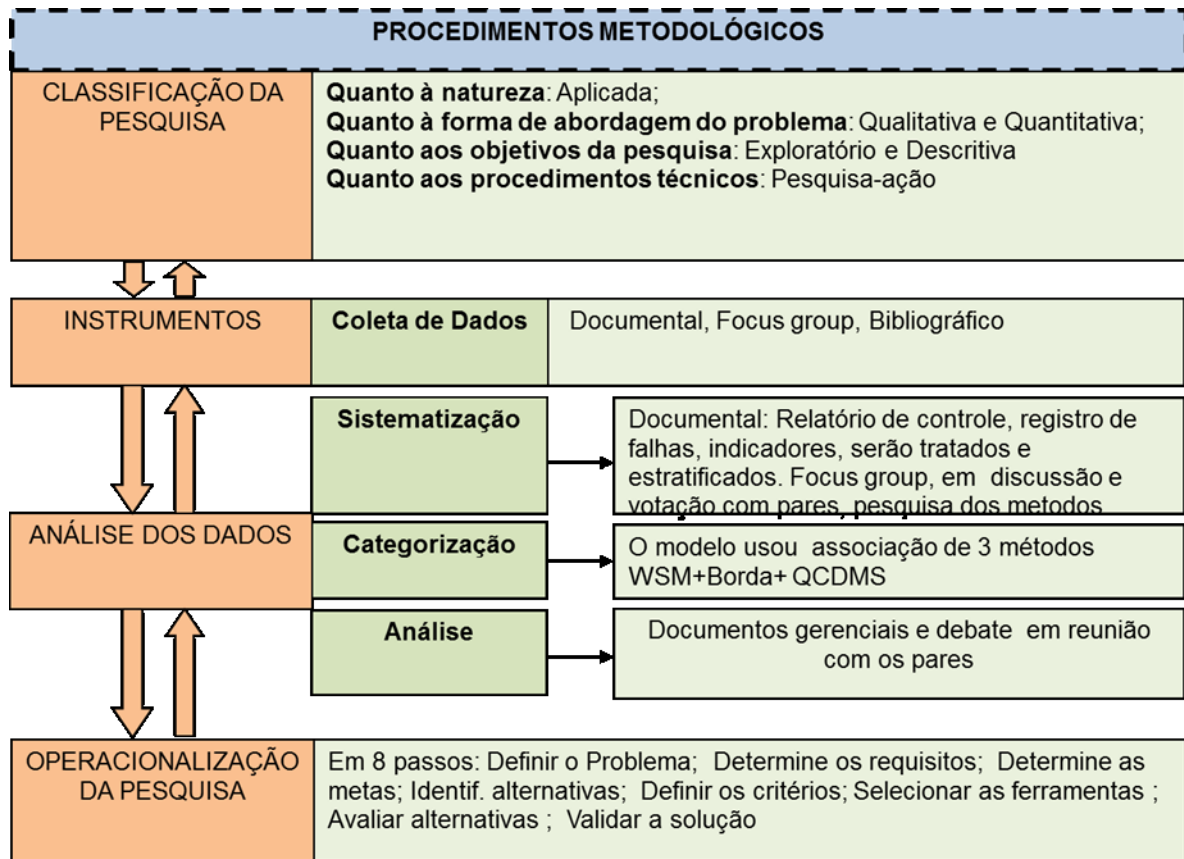 PROCEDIMENTOS METODOLÓGICOS
CLASSIFICAÇÃO DA
PESQUISA
Quanto à natureza: Aplicada;
Quanto à forma de abordagem do problema: Qualitativa e Quantitativa;
Quanto aos objetivos da pesquisa: Exploratório e Descritiva
Quanto aos procedimentos técnicos: Pesquisa-ação
INSTRUMENTOS
Coleta de Dados
Documental, Focus group, Bibliográfico
ANÁLISE DOS DADOS
Sistematização
Documental: Relatório de controle, registro de
falhas, indicadores, serão tratados e
estratificados. Focus group, em discussão e
votação com pares, pesquisa dos metodos
Categorização
O modelo usou associação de 3 métodos
WSM+Borda+ QCDMS
Análise
Documentos gerenciais e debate em reunião
com os pares
OPERACIONALIZAÇÃO
DA PESQUISA
Em 8 passos: Definir o Problema; Determine os requisitos; Determine as
metas; Identif. alternativas; Definir os critérios; Selecionar as ferramentas ;
Avaliar alternativas ; Validar a solução